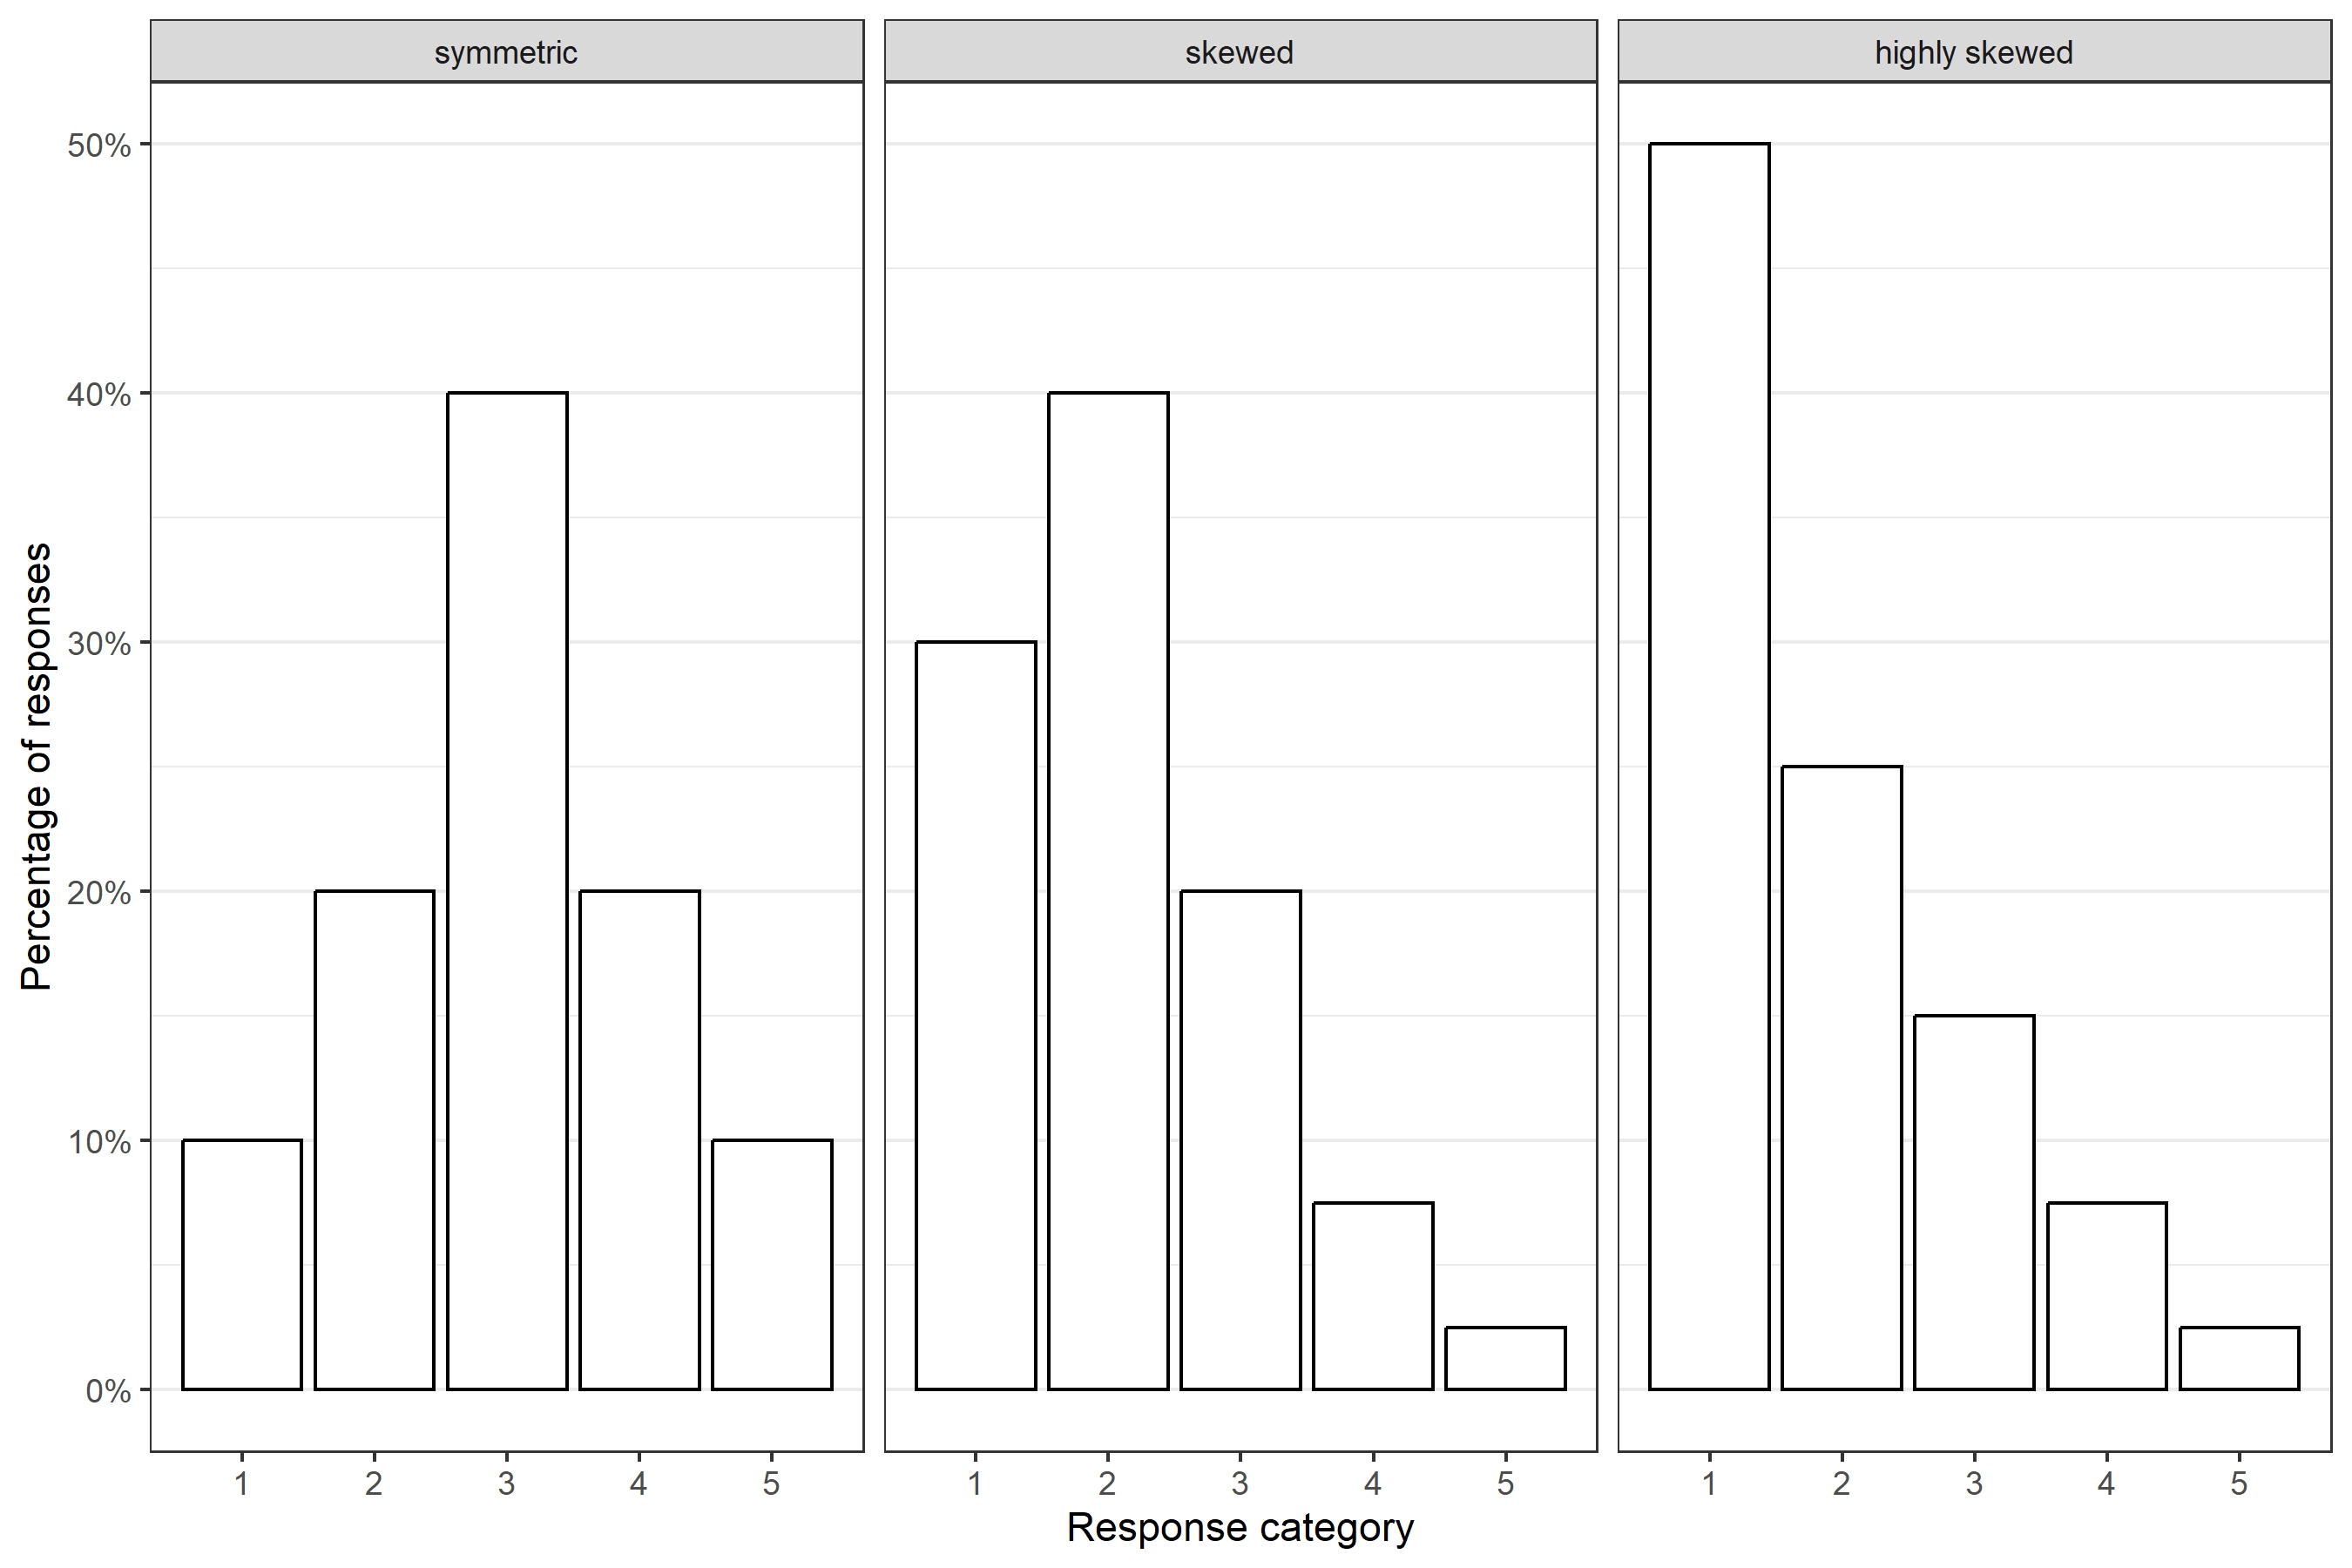 symmetric
skewed
highly skewed
Percentage of responses
50%
40%
30%
20%
10%
0%
1 2 3 4 5
1 2 3 4 5
1 2 3 4 5
Response category